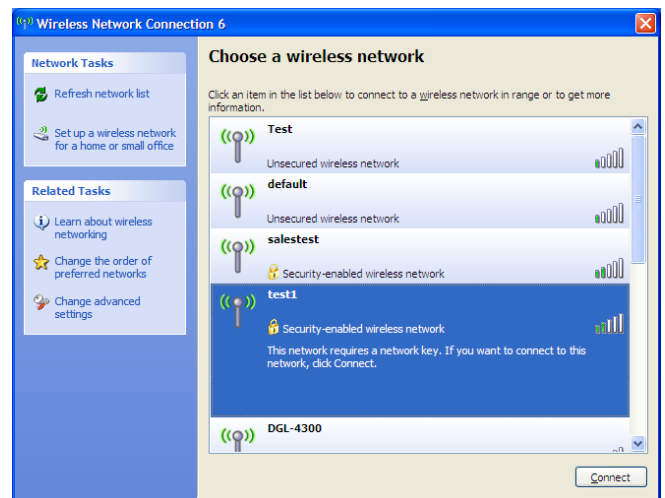 Wireless Network Connection 6
Network Tasks
Refresh network list
Set up a wireless network
for a home or small office
Related Tasks
Learn about wireless
networking
Change the order of
preferred networks
Change advanced
settings
Choose a wireless network
Click an item in the list below to connect to a wireless network in range or to get more
information.
Test
Unsecured wireless network
default
Unsecured wireless network
salestest
Security-enabled wireless network
test1
Security-enabled wireless network
This network requires a network key. If you want to connect to this
network, click Connect.
DGL-4300
Connect